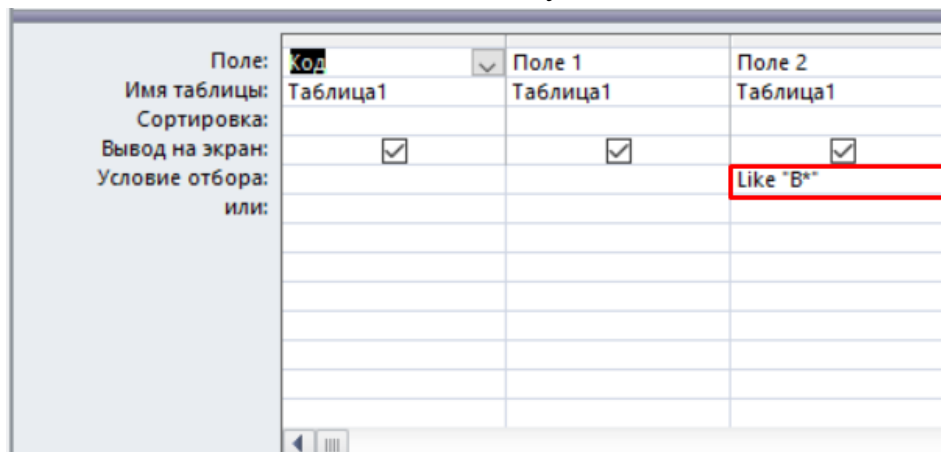 Поле: Код Поле 1 Поле 2
Имя таблицы: Таблица1 Таблица1 Таблица1
Сортировка:
Вывод на экран:
Условие отбора: Like "В*"
или: